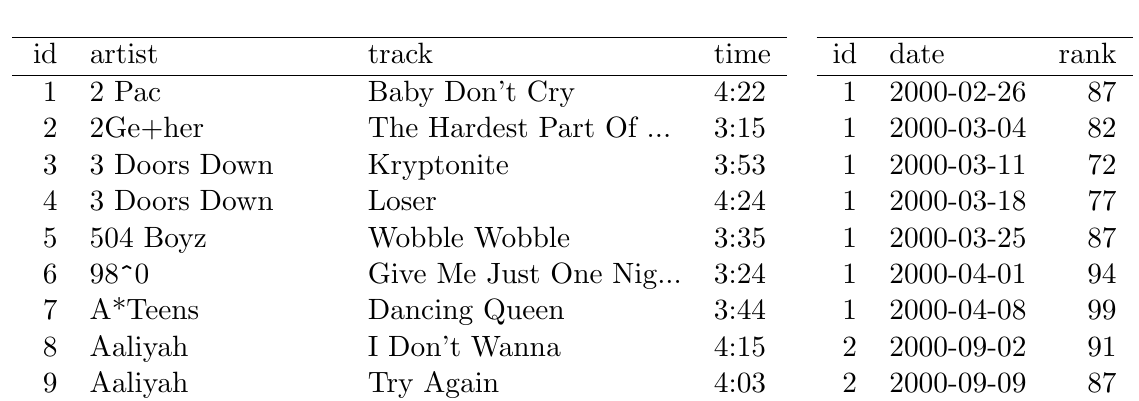 id artist track time id date rank
1 2 Pac Baby Don't Cry 4:22 1 2000-02-26 87
2 2Ge+her The Hardest Part Of ... 3:15 1 2000-03-04 82
3 3 Doors Down Kryptonite 3:53 1 2000-03-11 72
4 3 Doors Down Loser 4:24 1 2000-03-18 77
5 504 Boyz Wobble Wobble 3:35 1 2000-03-25 87
6 98^0 Give Me Just One Nig... 3:24 1 2000-04-01 94
7 A*Teens Dancing Queen 3:44 1 2000-04-08 99
8 Aaliyah I Don't Wanna 4:15 2 2000-09-02 91
9 Aaliyah Try Again 4:03 2 2000-09-09 87